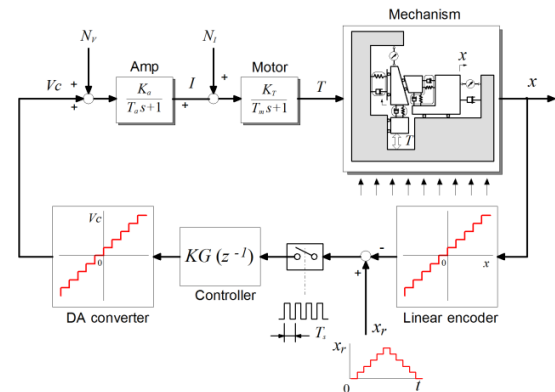 Mechanism
N_V
N_I
Amp
Motor
Vc
+
+
K_a
T_a s+1
I
+
+
K_T
T_m s+1
T
x
T
x
Vc
0
DA converter
KG (z^{-1})
Controller
T_s
-
+
x_r
x_r
0
t
0
x
Linear encoder